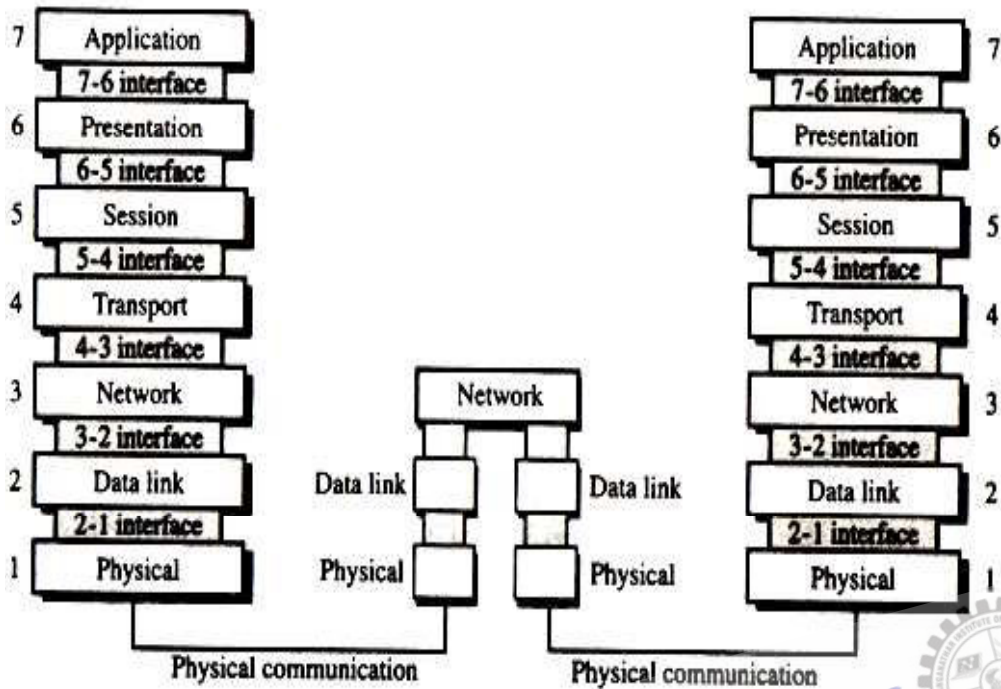 7 Application
7-6 interface
6 Presentation
6-5 interface
5 Session
5-4 interface
4 Transport
4-3 interface
3 Network
3-2 interface
2 Data link
2-1 interface
1 Physical
Network
Data link
Data link
Physical
Physical
Application 7
7-6 interface
Presentation 6
6-5 interface
Session 5
5-4 interface
Transport 4
4-3 interface
Network 3
3-2 interface
Data link 2
2-1 interface
Physical 1
Physical communication
Physical communication